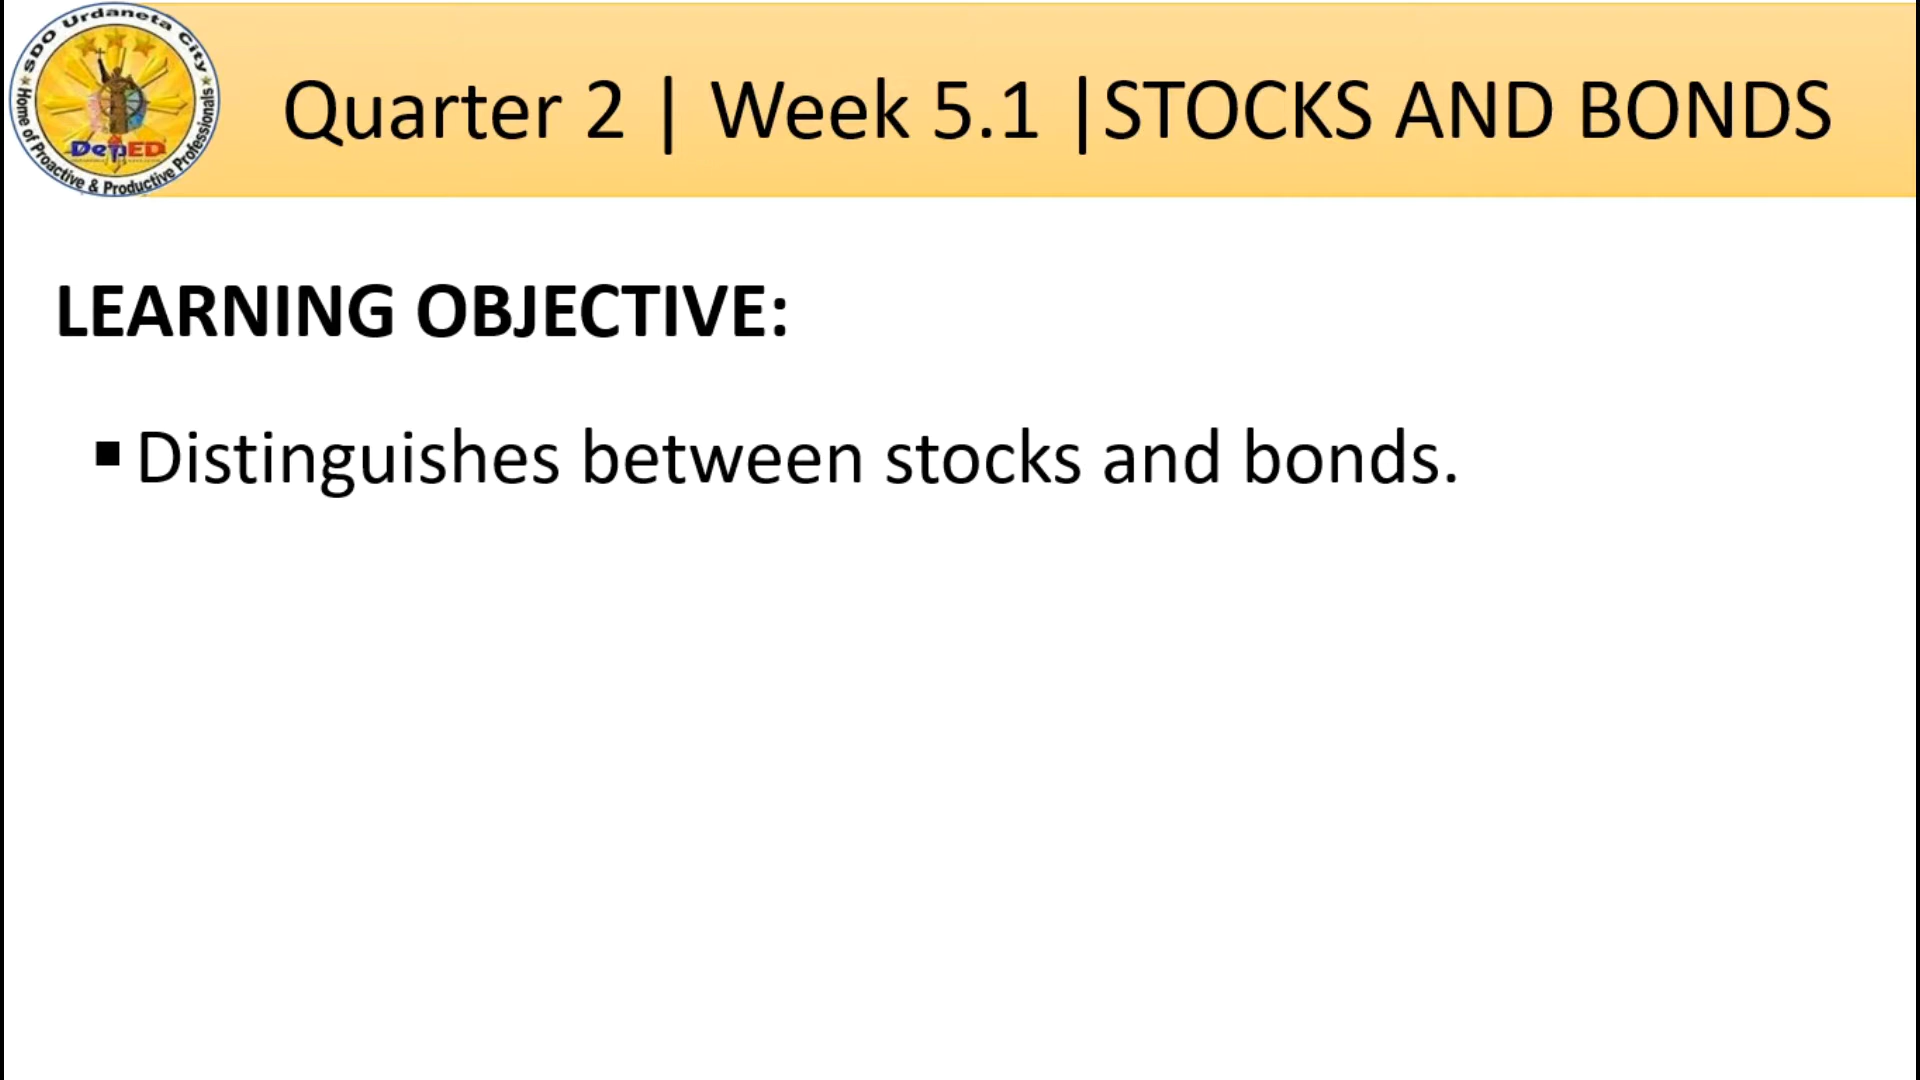 SDO Urdaneta City
Home of Proactive & Productive Professionals
DepED
Quarter 2 | Week 5.1 |STOCKS AND BONDS
LEARNING OBJECTIVE:
▪ Distinguishes between stocks and bonds.